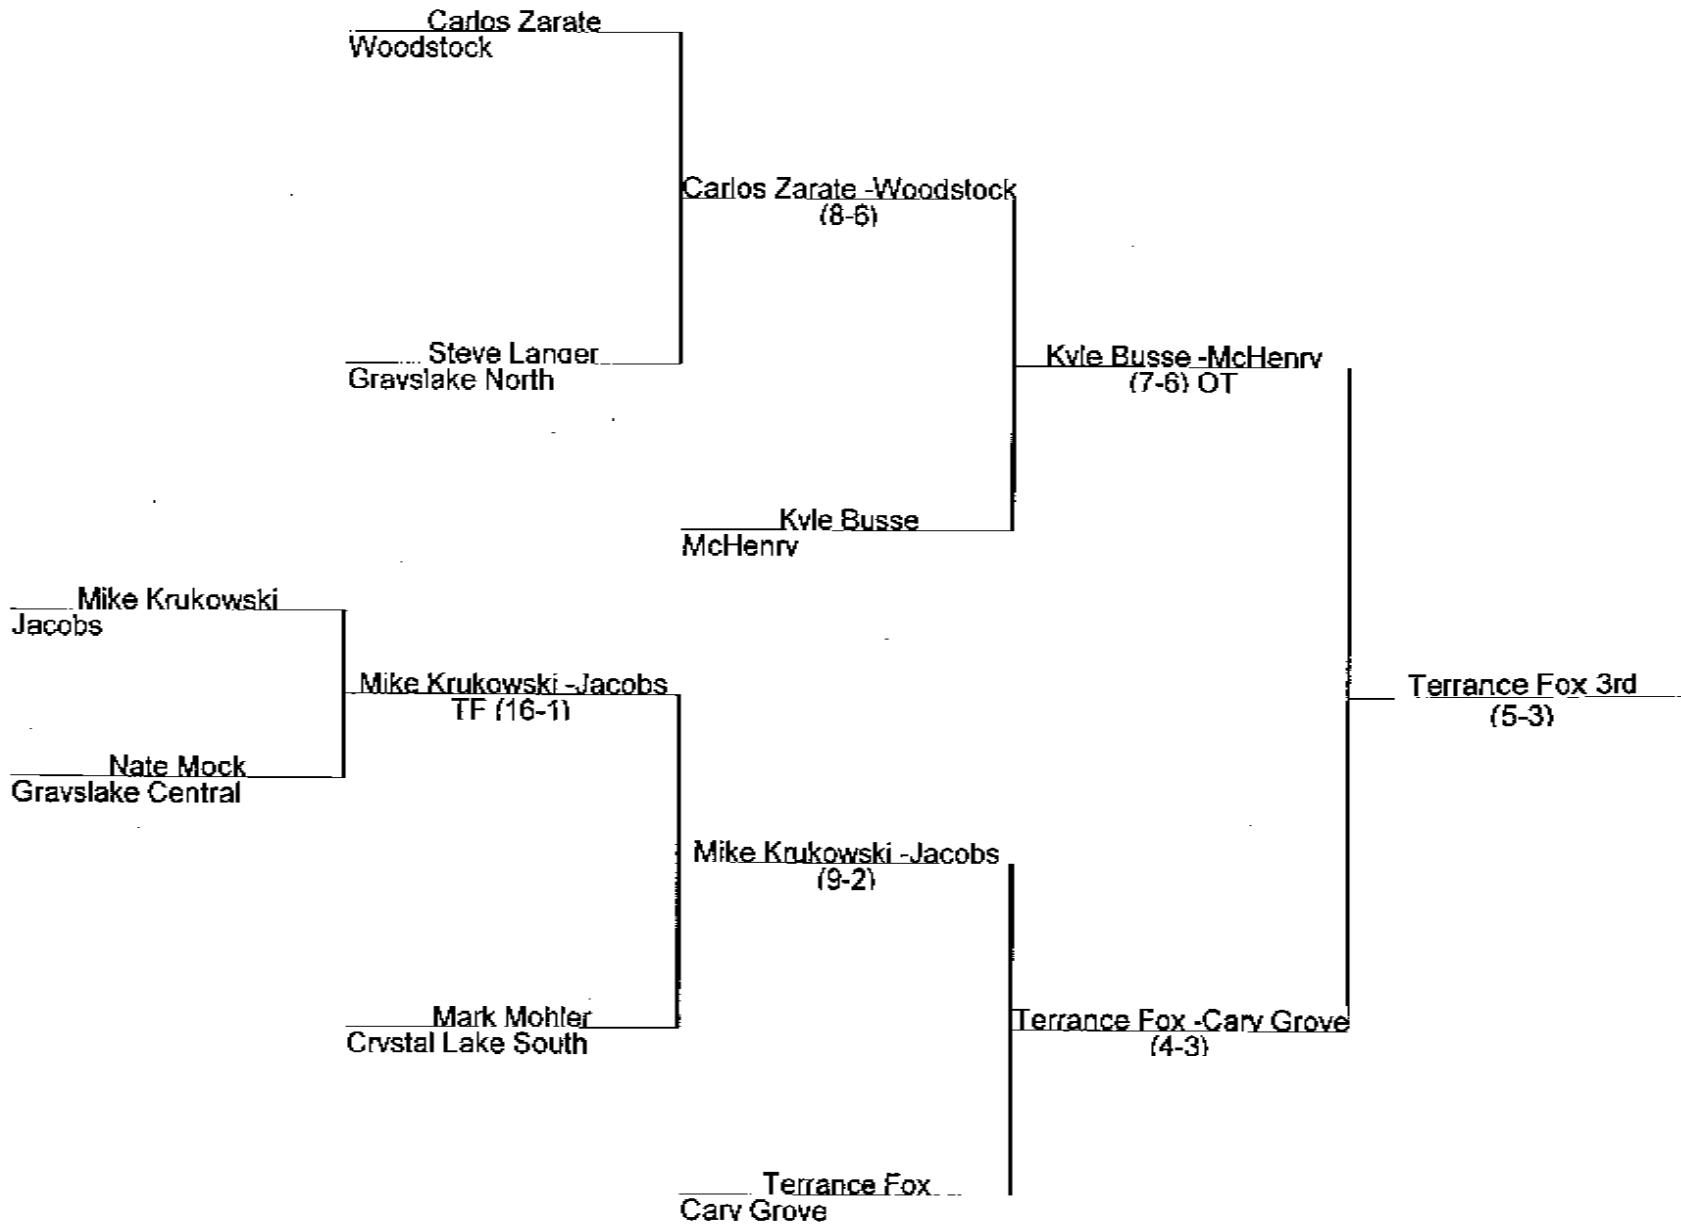 Carlos Zarate
Woodstock
Carlos Zarate -Woodstock
(8-6)
Steve Langer
Grayslake North
Kyle Busse -McHenry
(7-6) OT
Kyle Busse
McHenry
Mike Krukowski
Jacobs
Mike Krukowski -Jacobs
TF (16-1)
Terrance Fox 3rd
(5-3)
Nate Mock
Grayslake Central
Mike Krukowski -Jacobs
(9-2)
Mark Mohler
Crystal Lake South
Terrance Fox -Cary Grove
(4-3)
Terrance Fox
Cary Grove